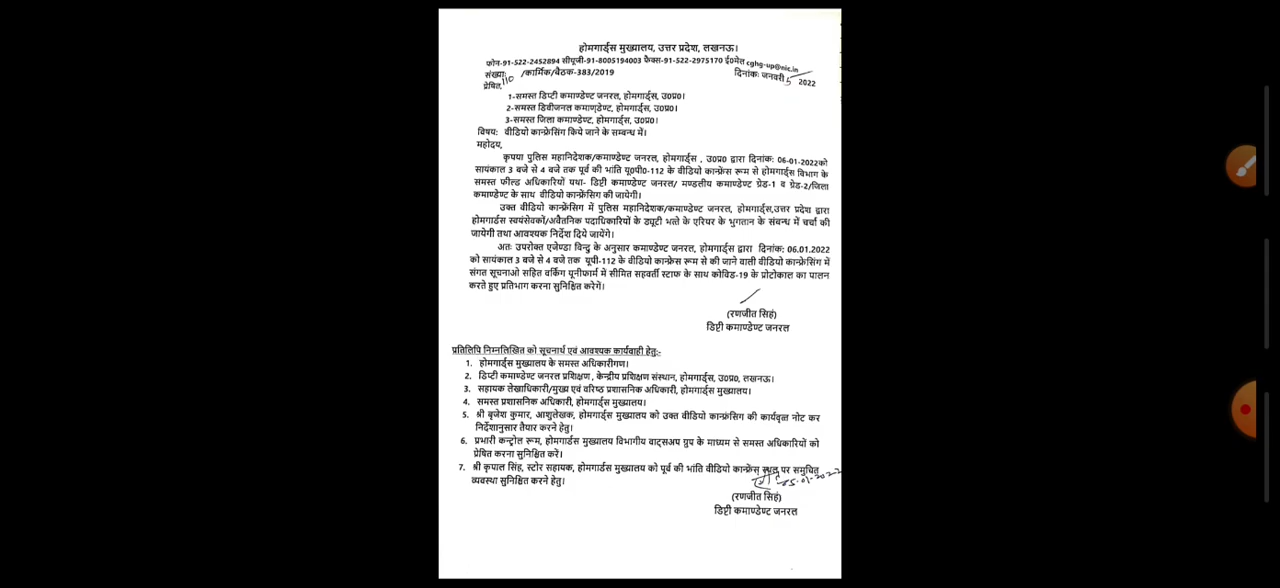 होमगार्ड्स मुख्यालय, उत्तर प्रदेश, लखनऊ।
फोन-91-522-2452894 सीयूजी-91-8005194003 फैक्स-91-522-2975170 ई0मेल cghg-up@nic.in
संख्याः 110 /कार्मिक/बैठक-383/2019 दिनांकः जनवरी 5 2022
प्रेषित,
1-समस्त डिप्टी कमाण्डेण्ट जनरल, होमगार्ड्स, उ0प्र0।
2-समस्त डिवीजनल कमाण्डेण्ट, होमगार्ड्स, उ0प्र0।
3-समस्त जिला कमाण्डेण्ट, होमगार्ड्स, उ0प्र0।
विषय: वीडियो कान्फ्रेसिंग किये जाने के सम्बन्ध में।
महोदय,
कृपया पुलिस महानिदेशक/कमाण्डेण्ट जनरल, होमगार्ड्स , उ0प्र0 द्वारा दिनांक: 06-01-2022को
सायंकाल 3 बजे से 4 बजे तक पूर्व की भांति यू0पी0-112 के वीडियो कान्फ्रेस रूम से होमगार्ड्स विभाग के
समस्त फील्ड अधिकारियों यथा- डिप्टी कमाण्डेण्ट जनरल/ मण्डलीय कमाण्डेण्ट ग्रेड-1 व ग्रेड-2/जिला
कमाण्डेण्ट के साथ वीडियो कान्फ्रेंसिंग की जायेगी।
उक्त वीडियो कान्फ्रेंसिग में पुलिस महानिदेशक/कमाण्डेण्ट जनरल, होमगार्ड्स,उत्तर प्रदेश द्वारा
होमगार्डस स्वयंसेवकों/अवैतनिक पदाधिकारियों के ड्यूटी भत्ते के एरियर के भुगतान के संबन्ध में चर्चा की
जायेगी तथा आवश्यक निर्देश दिये जायेंगे।
अतः उपरोक्त एजेण्डा विन्दु के अनुसार कमाण्डेण्ट जनरल, होमगार्ड्स द्वारा दिनांक: 06.01.2022
को सायंकाल 3 बजे से 4 बजे तक यूपी-112 के वीडियो कान्फ्रेस रूम से की जाने वाली वीडियो कान्फ्रेंसिंग में
संगत सूचनाओ सहित वर्किंग यूनीफार्म में सीमित सहवर्ती स्टाफ के साथ कोविड-19 के प्रोटोकाल का पालन
करते हुए प्रतिभाग करना सुनिश्चित करेगें।
(रणजीत सिंह)
डिप्टी कमाण्डेण्ट जनरल
प्रतिलिपि निम्नलिखित को सूचनार्थ एवं आवश्यक कार्यवाही हेतुः-
1. होमगार्ड्स मुख्यालय के समस्त अधिकारीगण।
2. डिप्टी कमाण्डेण्ट जनरल प्रशिक्षण , केन्द्रीय प्रशिक्षण संस्थान, होमगार्ड्स, उ0प्र0, लखनऊ।
3. सहायक लेखाधिकारी/मुख्य एवं वरिष्ठ प्रशासनिक अधिकारी, होमगार्ड्स मुख्यालय।
4. समस्त प्रशासनिक अधिकारी, होमगार्ड्स मुख्यालय।
5. श्री बृजेश कुमार, आशुलेखक, होमगार्ड्स मुख्यालय को उक्त वीडियो कान्फ्रंसिग की कार्यवृत्त नोट कर
निर्देशानुसार तैयार करने हेतु।
6. प्रभारी कन्ट्रोल रूम, होमगार्डस मुख्यालय विभागीय वाट्सअप ग्रुप के माध्यम से समस्त अधिकारियों को
प्रेषित करना सुनिश्चित करें।
7. श्री कृपाल सिंह, स्टोर सहायक, होमगार्डस मुख्यालय को पूर्व की भांति वीडियो कान्फ्रेस स्थल पर समुचित
व्यवस्था सुनिश्चित करने हेतु। 05-01-2022
(रणजीत सिंह)
डिप्टी कमाण्डेण्ट जनरल